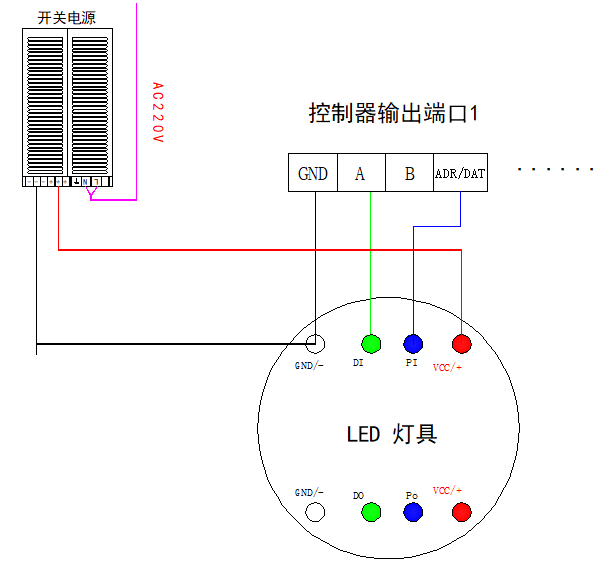 开关电源
AC220V
控制器输出端口1
GND A B ADR/DAT ······
- - - + + + N L
GND/- DI PI VCC/+
LED 灯具
GND/- DO Po VCC/+